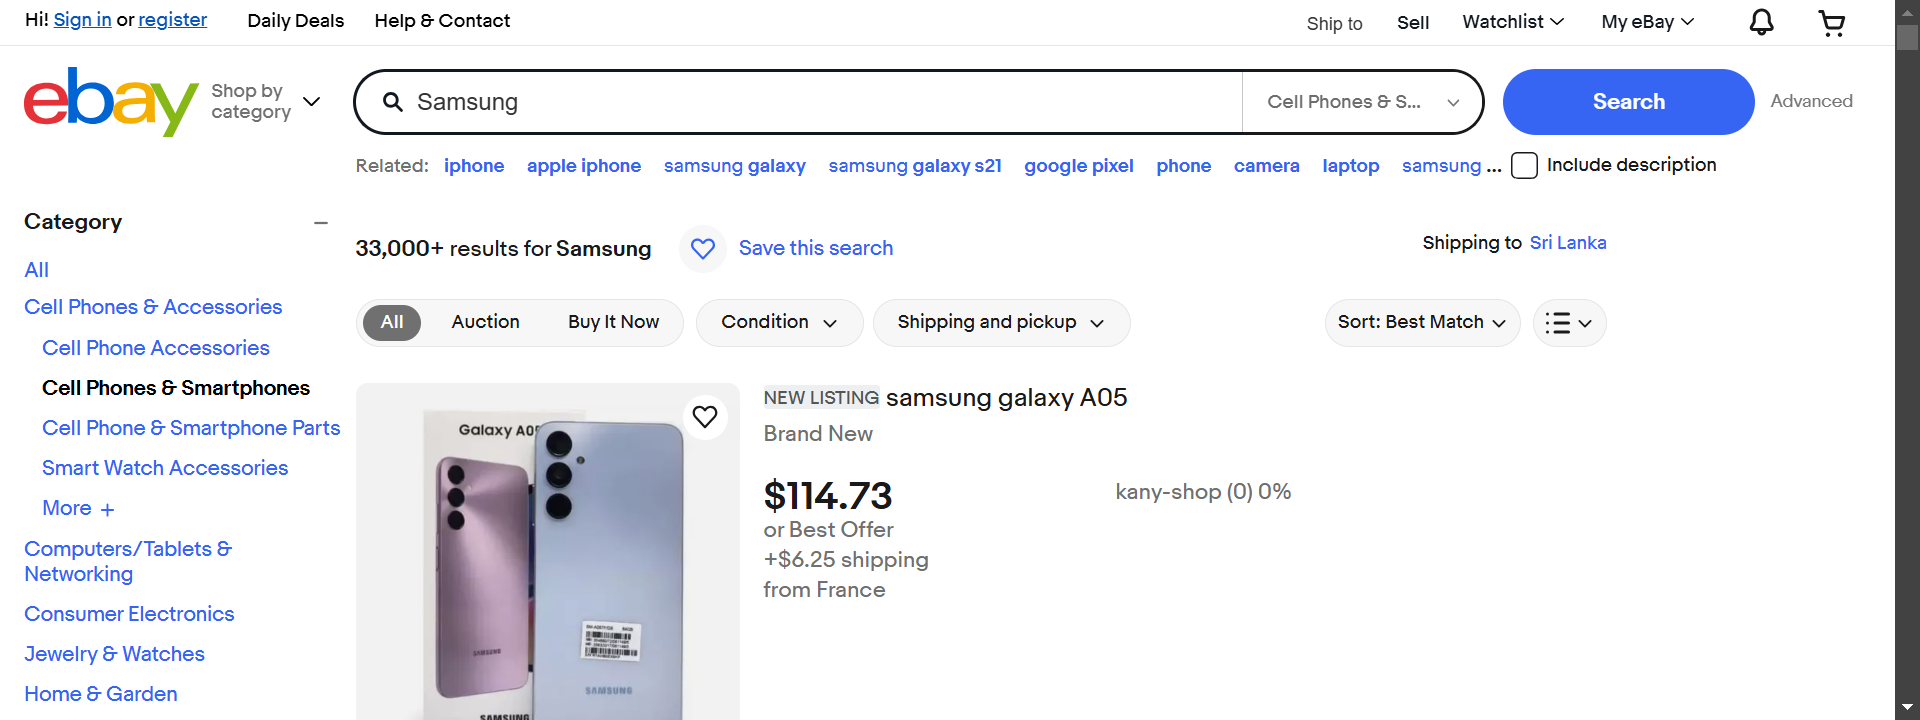 Hi! Sign in or register Daily Deals Help & Contact Ship to Sell Watchlist My eBay
ebay Shop by category Samsung Cell Phones & S... Search Advanced
Related: iphone apple iphone samsung galaxy samsung galaxy s21 google pixel phone camera laptop samsung ... Include description
Category
All
Cell Phones & Accessories
Cell Phone Accessories
Cell Phones & Smartphones
Cell Phone & Smartphone Parts
Smart Watch Accessories
More +
Computers/Tablets &
Networking
Consumer Electronics
Jewelry & Watches
Home & Garden
33,000+ results for Samsung Save this search Shipping to Sri Lanka
All Auction Buy It Now Condition Shipping and pickup Sort: Best Match
Galaxy A05
SAMSUNG
SAMSUNG
SAMSUNG
NEW LISTING samsung galaxy A05
Brand New
$114.73 kany-shop (0) 0%
or Best Offer
+$6.25 shipping
from France